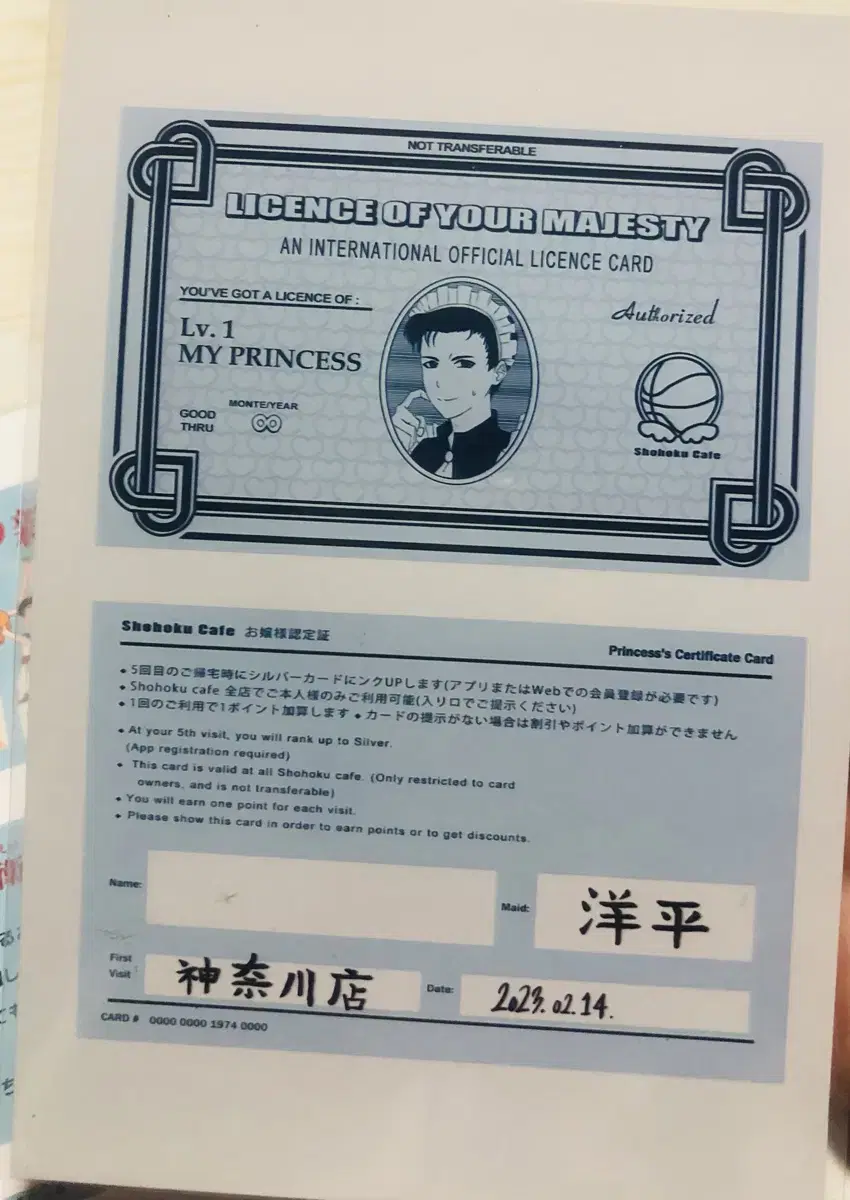 NOT TRANSFERABLE
LICENCE OF YOUR MAJESTY
AN INTERNATIONAL OFFICIAL LICENCE CARD
YOU'VE GOT A LICENCE OF :
Authorized
Lv. 1
MY PRINCESS
MONTE/YEAR
GOOD
THRU
∞
Shohoku Cafe
Shohoku Cafe お嬢様認定証
Princess's Certificate Card
• 5回目のご帰宅時にシルバーカードにンクUPします(アプリまたはWebでの会員登録が必要です)
• Shohoku cafe 全店でご本人様のみご利用可能(入リ口でご提示ください)
• 1回のご利用で1ポイント加算します • カードの提示がない場合は割引やポイント加算ができません
• At your 5th visit, you will rank up to Silver.
(App registration required)
• This card is valid at all Shohoku cafe. (Only restricted to card
owners, and is not transferable)
• You will earn one point for each visit.
• Please show this card in order to earn points or to get discounts.
Name:
Maid: 洋平
First
Visit 神奈川店
Date: 2023.02.14.
CARD # 0000 0000 1974 0000